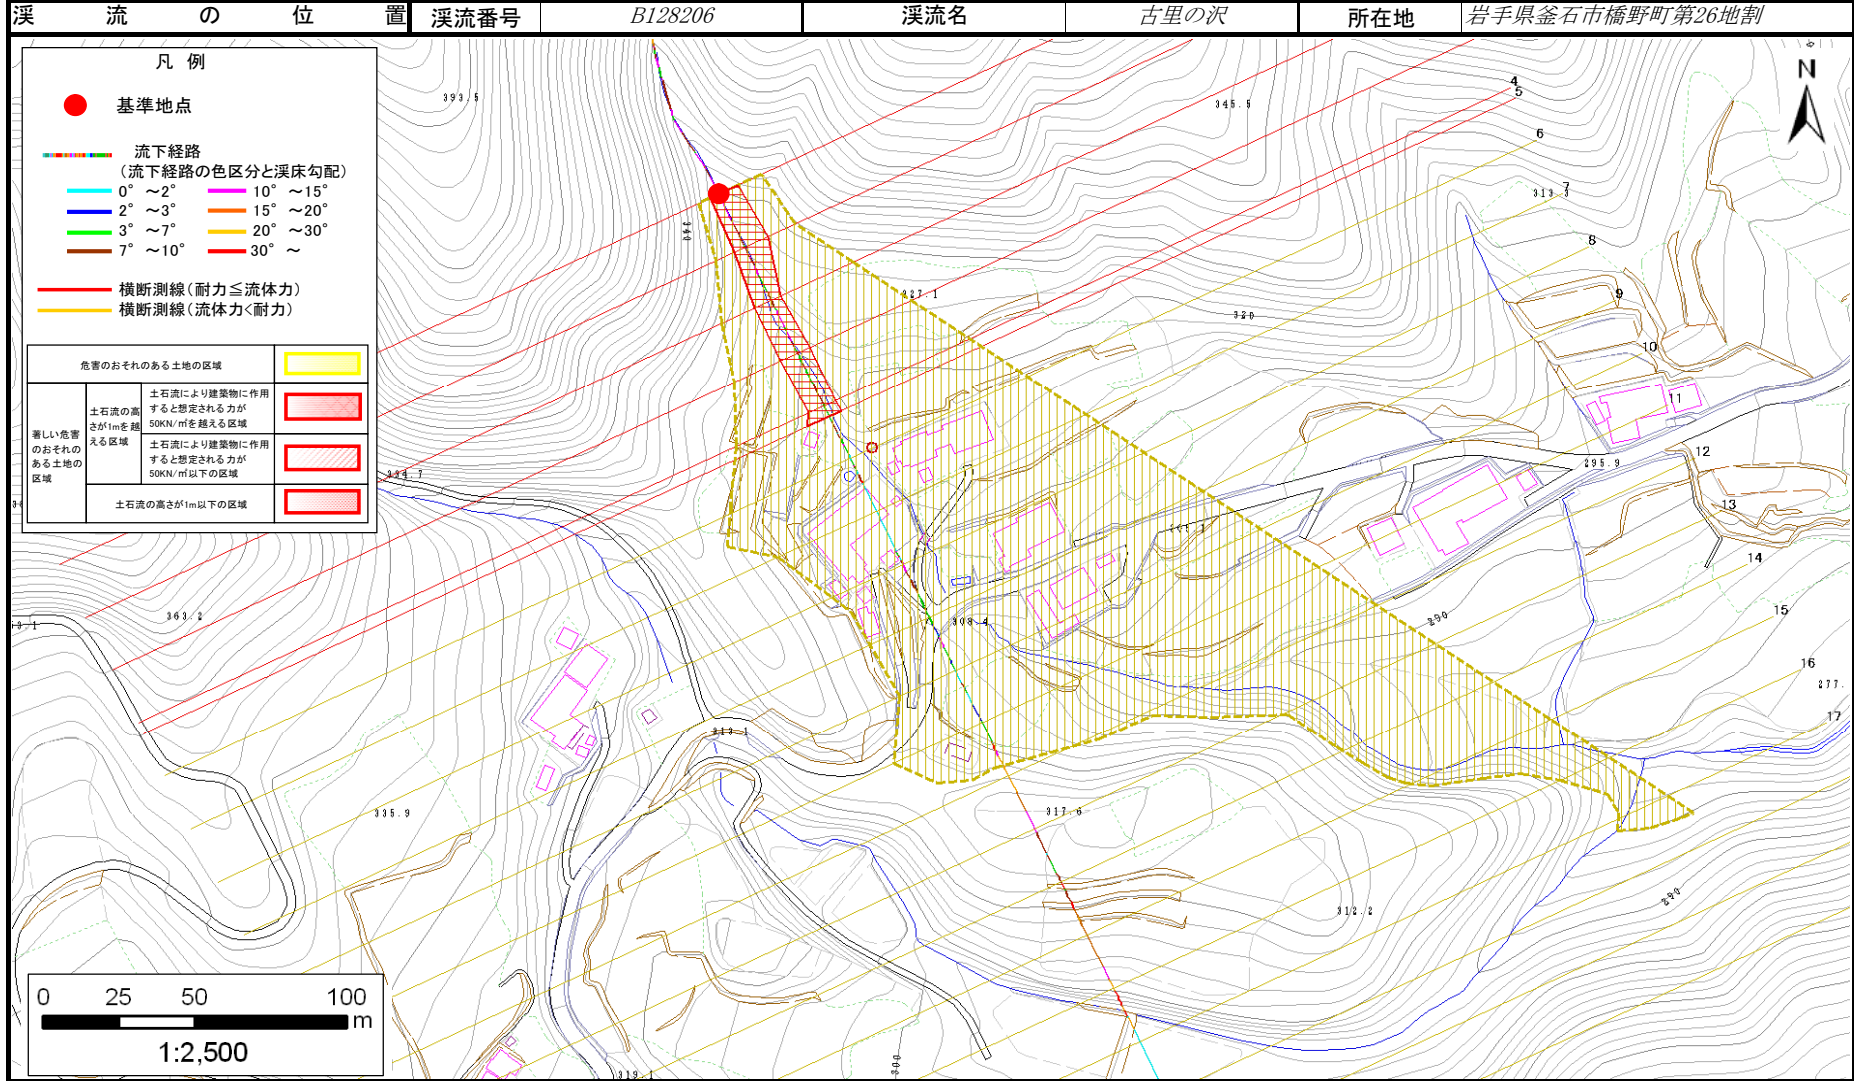 渓流の位置 渓流番号 B128206 渓流名 古里の沢 所在地 岩手県釜石市橋野町第26地割
凡 例
基準地点
流下経路
(流下経路の色区分と渓床勾配)
0° ～2° 10° ～15°
2° ～3° 15° ～20°
3° ～7° 20° ～30°
7° ～10° 30° ～
横断測線(耐力≦流体力)
横断測線(流体力<耐力)
危害のおそれのある土地の区域
著しい危害
のおそれの
ある土地の
区域
土石流の高
さが1mを越
える区域
土石流により建築物に作用
すると想定される力が
50KN/㎡を越える区域
土石流により建築物に作用
すると想定される力が
50KN/㎡以下の区域
土石流の高さが1m以下の区域
N
393.5
345.5
4
5
6
7
313.3
340
8
9
327.1
320
10
11
12
295.9
334.7
13
14
15
363.2
308.4
290
16
277.
17
313.1
335.9
317.6
312.2
290
300
319.1
0 25 50 100
m
1:2,500